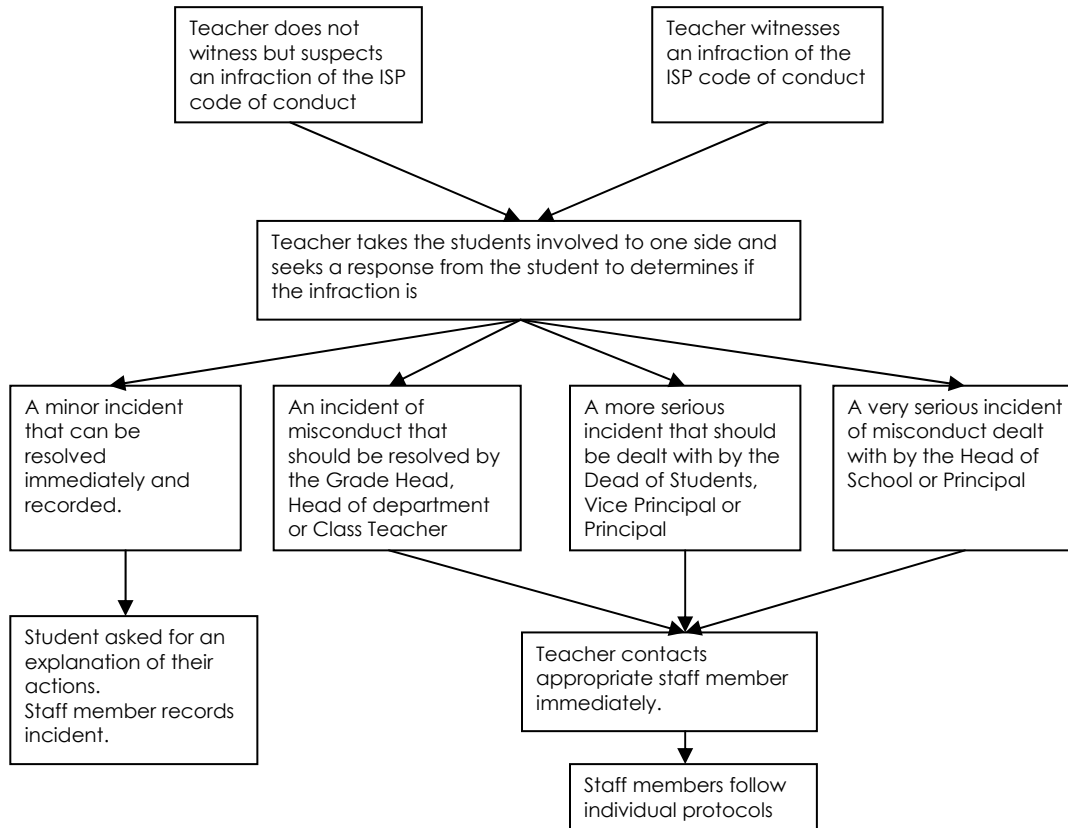 Teacher does not
witness but suspects
an infraction of the ISP
code of conduct
Teacher witnesses
an infraction of the
ISP code of conduct
Teacher takes the students involved to one side and
seeks a response from the student to determines if
the infraction is
A minor incident
that can be
resolved
immediately and
recorded.
An incident of
misconduct that
should be resolved by
the Grade Head,
Head of department
or Class Teacher
A more serious
incident that should
be dealt with by the
Dead of Students,
Vice Principal or
Principal
A very serious incident
of misconduct dealt
with by the Head of
School or Principal
Student asked for an
explanation of their
actions.
Staff member records
incident.
Teacher contacts
appropriate staff member
immediately.
Staff members follow
individual protocols